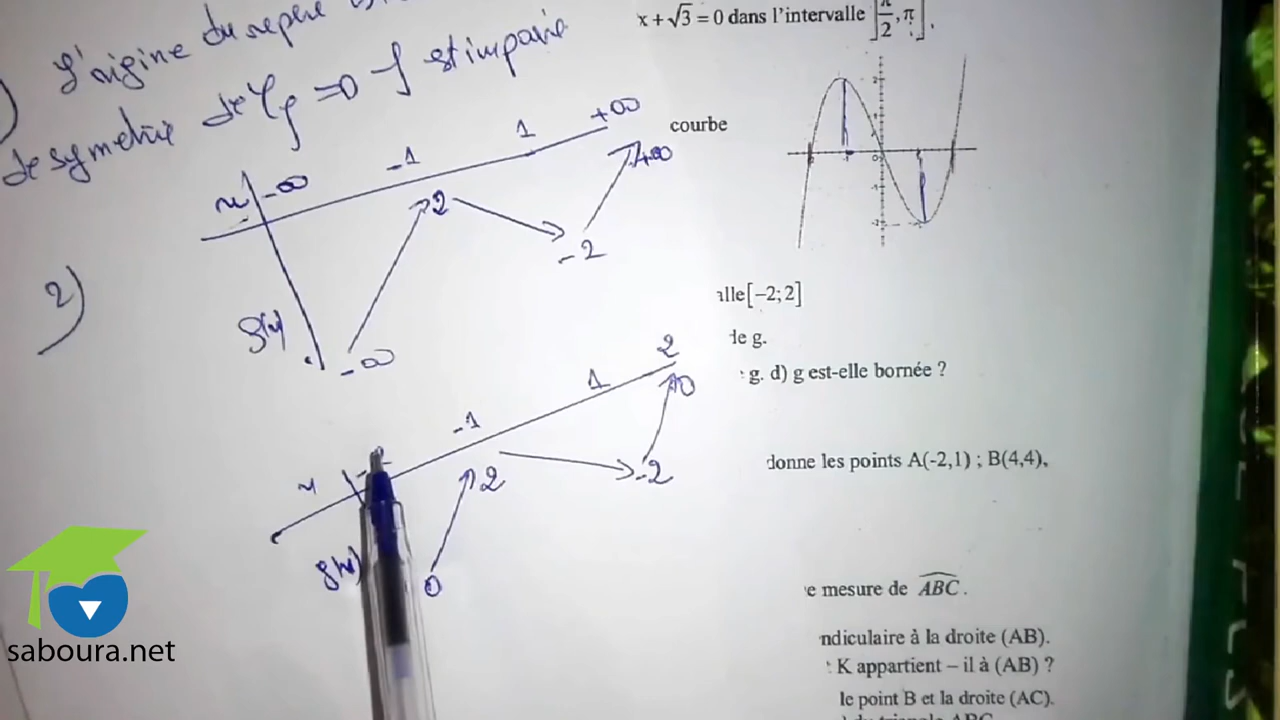 x + √3 = 0 dans l'intervalle ]π/2, π].
L'origine du repère
de symétrie de Cf => f est impaire
courbe
x -∞ -1 1 +∞
2 +∞
-2
2)
f(x)
-∞
alle [-2; 2]
de g.
g. d) g est-elle bornée ?
x -1 1 2
2 -2 0
g(x)
0
donne les points A(-2,1) ; B(4,4),
e mesure de ABC.
ndiculaire à la droite (AB).
K appartient – il à (AB) ?
le point B et la droite (AC).
saboura.net